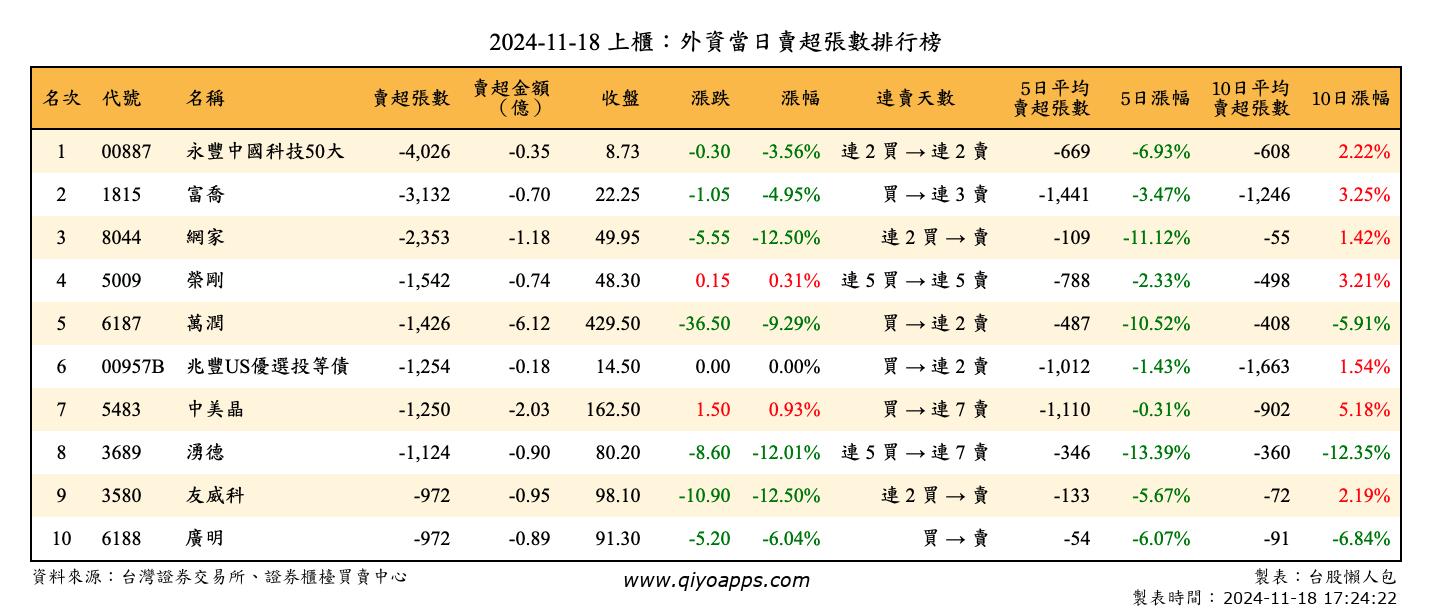 2024-11-18 上櫃：外資當日賣超張數排行榜
名次 代號 名稱 賣超張數 賣超金額（億） 收盤 漲跌 漲幅 連賣天數 5日平均賣超張數 5日漲幅 10日平均賣超張數 10日漲幅
1 00887 永豐中國科技50大 -4,026 -0.35 8.73 -0.30 -3.56% 連 2 買 → 連 2 賣 -669 -6.93% -608 2.22%
2 1815 富喬 -3,132 -0.70 22.25 -1.05 -4.95% 買 → 連 3 賣 -1,441 -3.47% -1,246 3.25%
3 8044 網家 -2,353 -1.18 49.95 -5.55 -12.50% 連 2 買 → 賣 -109 -11.12% -55 1.42%
4 5009 榮剛 -1,542 -0.74 48.30 0.15 0.31% 連 5 買 → 連 5 賣 -788 -2.33% -498 3.21%
5 6187 萬潤 -1,426 -6.12 429.50 -36.50 -9.29% 買 → 連 2 賣 -487 -10.52% -408 -5.91%
6 00957B 兆豐US優選投等債 -1,254 -0.18 14.50 0.00 0.00% 買 → 連 2 賣 -1,012 -1.43% -1,663 1.54%
7 5483 中美晶 -1,250 -2.03 162.50 1.50 0.93% 買 → 連 7 賣 -1,110 -0.31% -902 5.18%
8 3689 湧德 -1,124 -0.90 80.20 -8.60 -12.01% 連 5 買 → 連 7 賣 -346 -13.39% -360 -12.35%
9 3580 友威科 -972 -0.95 98.10 -10.90 -12.50% 連 2 買 → 賣 -133 -5.67% -72 2.19%
10 6188 廣明 -972 -0.89 91.30 -5.20 -6.04% 買 → 賣 -54 -6.07% -91 -6.84%
資料來源：台灣證券交易所、證券櫃檯買賣中心 www.qiyoapps.com 製表：台股懶人包
製表時間：2024-11-18 17:24:22